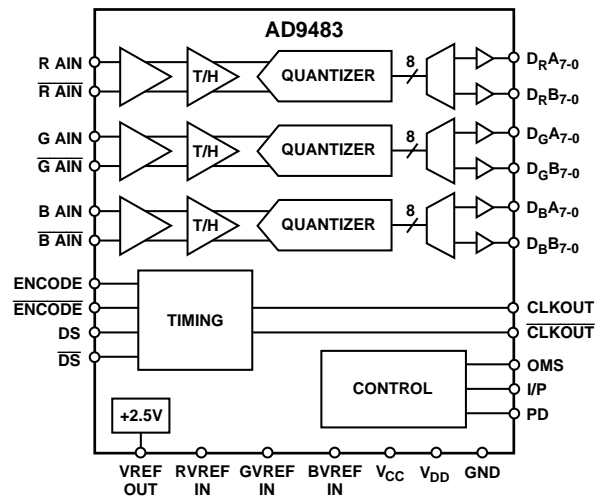 AD9483
R AIN
R AIN
T/H
QUANTIZER
8
DRA7-0
DRB7-0
G AIN
G AIN
T/H
QUANTIZER
8
DGA7-0
DGB7-0
B AIN
B AIN
T/H
QUANTIZER
8
DBA7-0
DBB7-0
ENCODE
ENCODE
DS
DS
TIMING
CLKOUT
CLKOUT
CONTROL
OMS
I/P
PD
+2.5V
VREF
OUT
RVREF
IN
GVREF
IN
BVREF
IN
VCC
VDD
GND